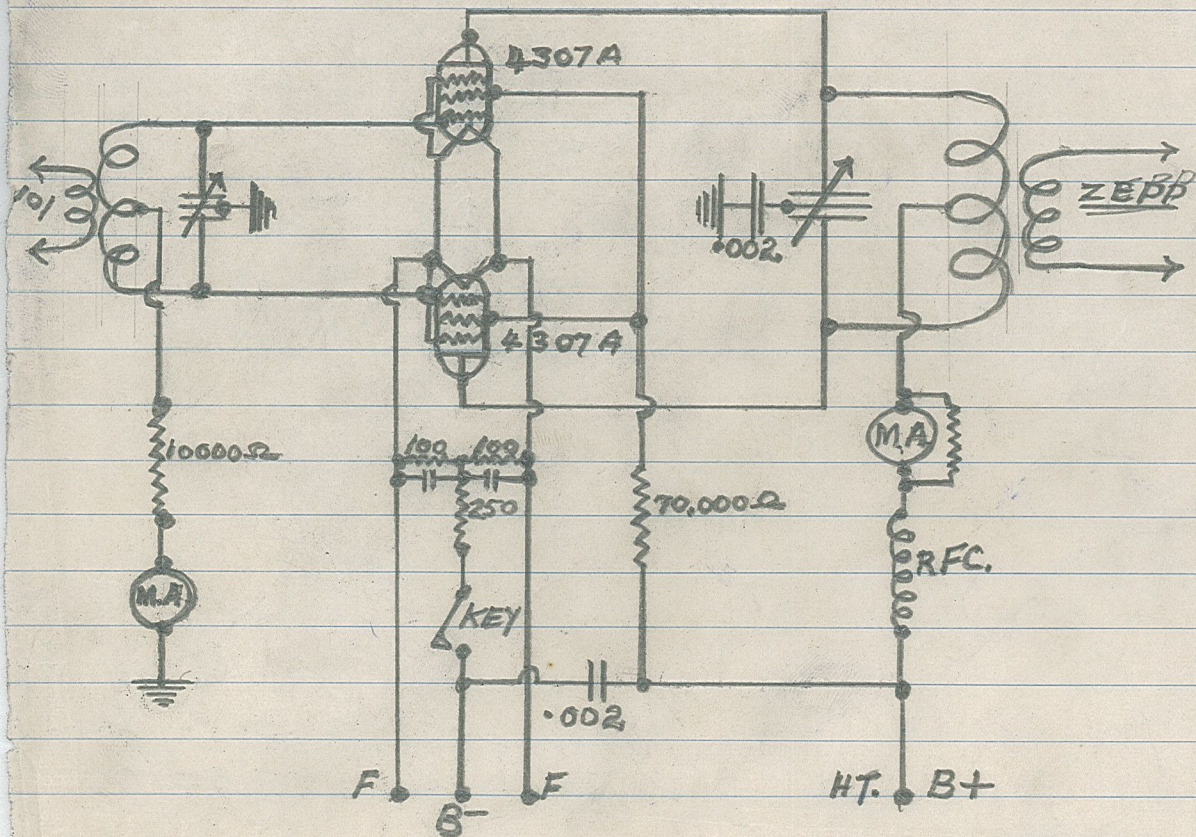 4307A
101
ZEPP
.002
4307A
M.A.
10000Ω
100 100
250
70,000Ω
RFC.
M.A.
KEY
.002
F
F
HT. B+
B-